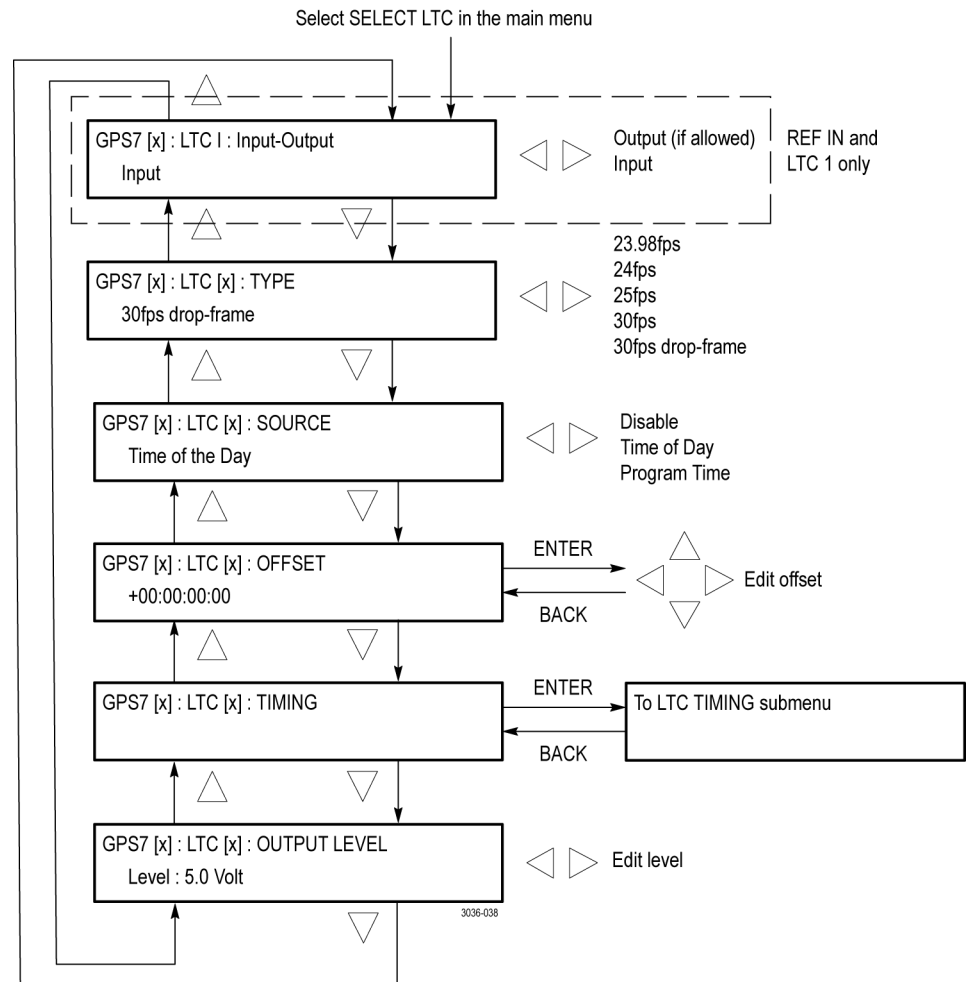 Select SELECT LTC in the main menu
GPS7 [x] : LTC I : Input-Output
Input
Output (if allowed)
Input
REF IN and
LTC 1 only
GPS7 [x] : LTC [x] : TYPE
30fps drop-frame
23.98fps
24fps
25fps
30fps
30fps drop-frame
GPS7 [x] : LTC [x] : SOURCE
Time of the Day
Disable
Time of Day
Program Time
GPS7 [x] : LTC [x] : OFFSET
+00:00:00:00
ENTER
BACK
Edit offset
GPS7 [x] : LTC [x] : TIMING
ENTER
BACK
To LTC TIMING submenu
GPS7 [x] : LTC [x] : OUTPUT LEVEL
Level : 5.0 Volt
Edit level
3036-038